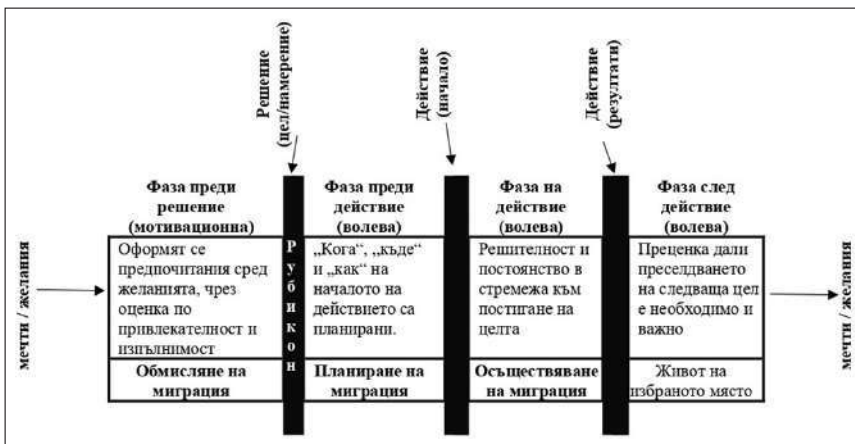 Решение
(цел/намерение)
Действие
(начало)
Действие
(резултати)
мечти / желания
Фаза преди
решение
(мотивационна)
Оформят се
предпочитания сред
желанията, чрез
оценка по
привлекателност и
изпълнимост
Обмисляне на
миграция
Рубикон
Фаза преди
действие
(волева)
„Кога“, „къде“
и „как“ на
началото на
действието са
планирани.
Планиране на
миграция
Фаза на
действие
(волева)
Решителност и
постоянство в
стремежа към
постигане на
целта
Осъществяване
на миграция
Фаза след
действие
(волева)
Преценка дали
преселдването
на следваща цел
е необходимо и
важно
Живот на
избраното място
мечти / желания